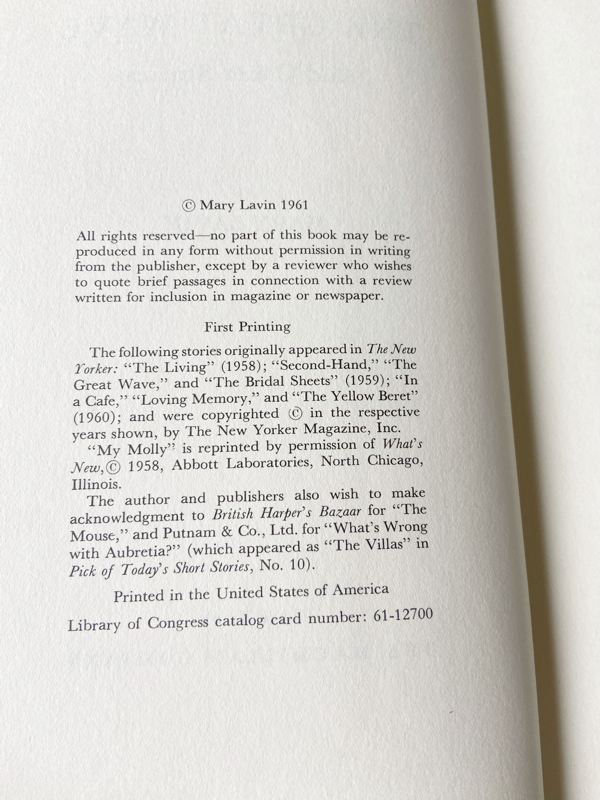 © Mary Lavin 1961
All rights reserved—no part of this book may be re-
produced in any form without permission in writing
from the publisher, except by a reviewer who wishes
to quote brief passages in connection with a review
written for inclusion in magazine or newspaper.
First Printing
The following stories originally appeared in The New
Yorker: “The Living” (1958); “Second-Hand,” “The
Great Wave,” and “The Bridal Sheets” (1959); “In
a Cafe,” “Loving Memory,” and “The Yellow Beret”
(1960); and were copyrighted © in the respective
years shown, by The New Yorker Magazine, Inc.
“My Molly” is reprinted by permission of What’s
New,© 1958, Abbott Laboratories, North Chicago,
Illinois.
The author and publishers also wish to make
acknowledgment to British Harper’s Bazaar for “The
Mouse,” and Putnam & Co., Ltd. for “What’s Wrong
with Aubretia?” (which appeared as “The Villas” in
Pick of Today’s Short Stories, No. 10).
Printed in the United States of America
Library of Congress catalog card number: 61-12700